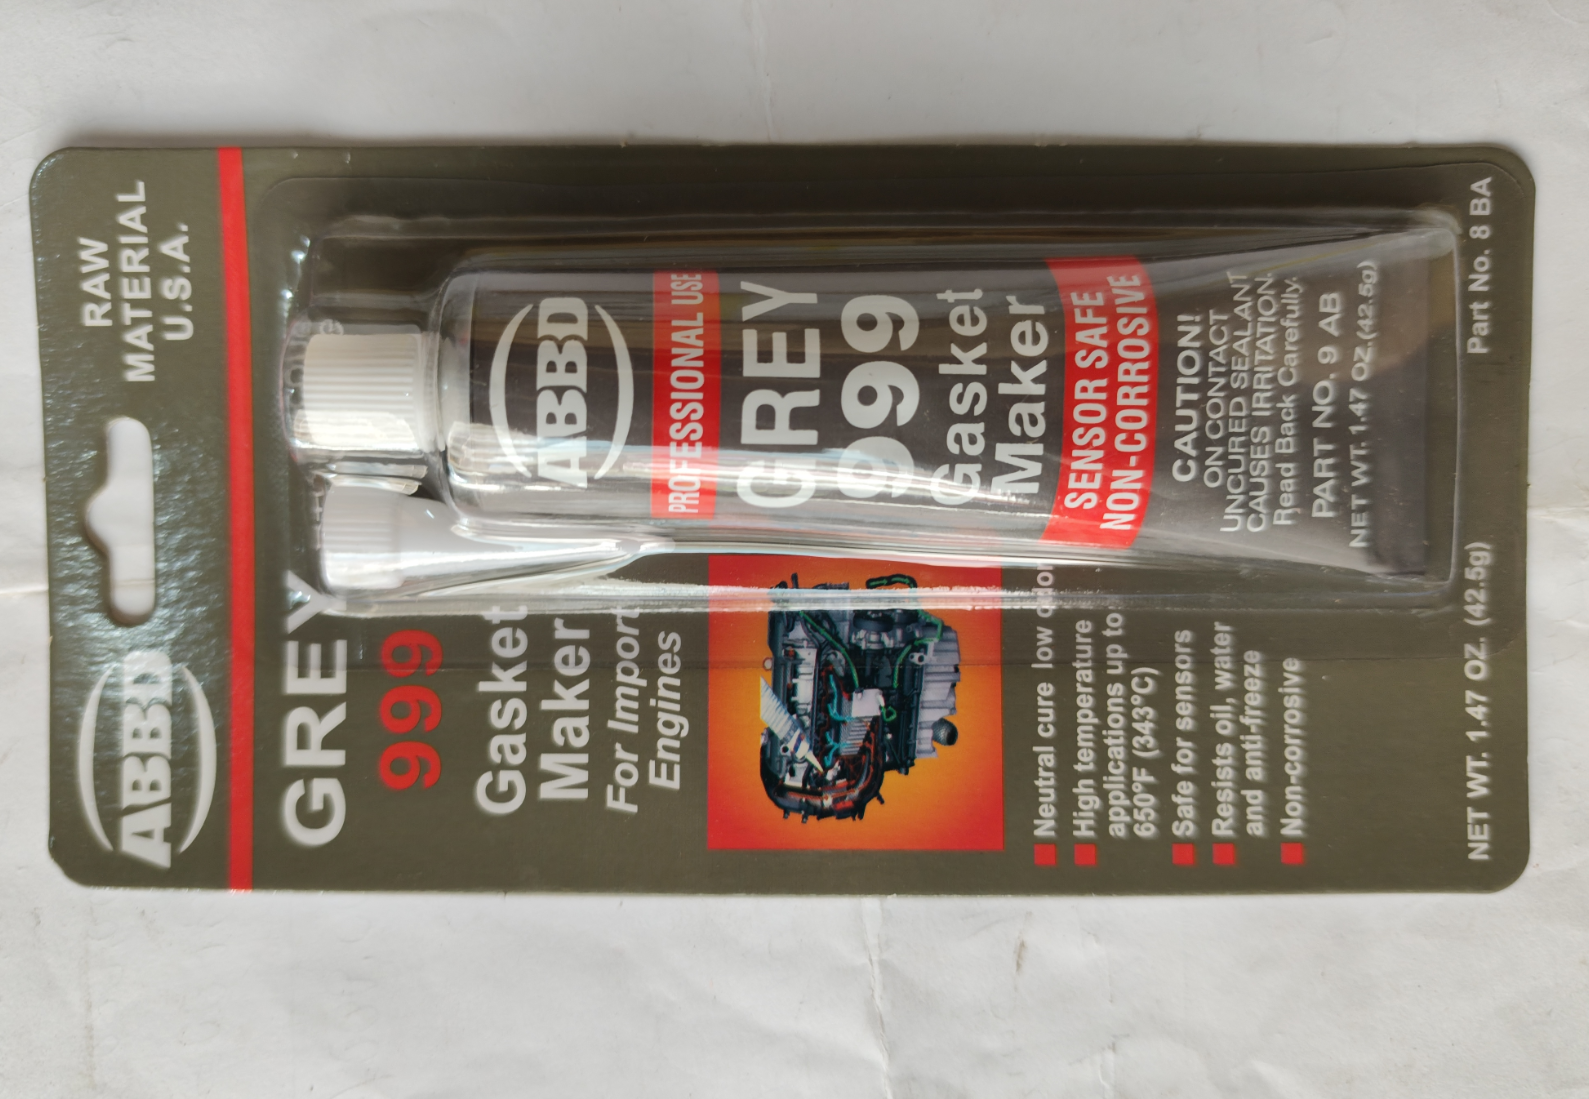 RAW
MATERIAL
U.S.A.
ABBD
GREY
999
Gasket
Maker
For Import
Engines
Neutral cure low odor
High temperature
applications up to
650°F (343°C)
Safe for sensors
Resists oil, water
and anti-freeze
Non-corrosive
NET WT. 1.47 OZ. (42.5g)
Part No. 8 BA
ABBD
PROFESSIONAL USE
GREY
999
Gasket
Maker
SENSOR SAFE
NON-CORROSIVE
CAUTION!
ON CONTACT
UNCURED SEALANT
CAUSES IRRITATION.
Read Back Carefully.
PART NO. 9 AB
NET WT. 1.47 OZ.(42.5g)